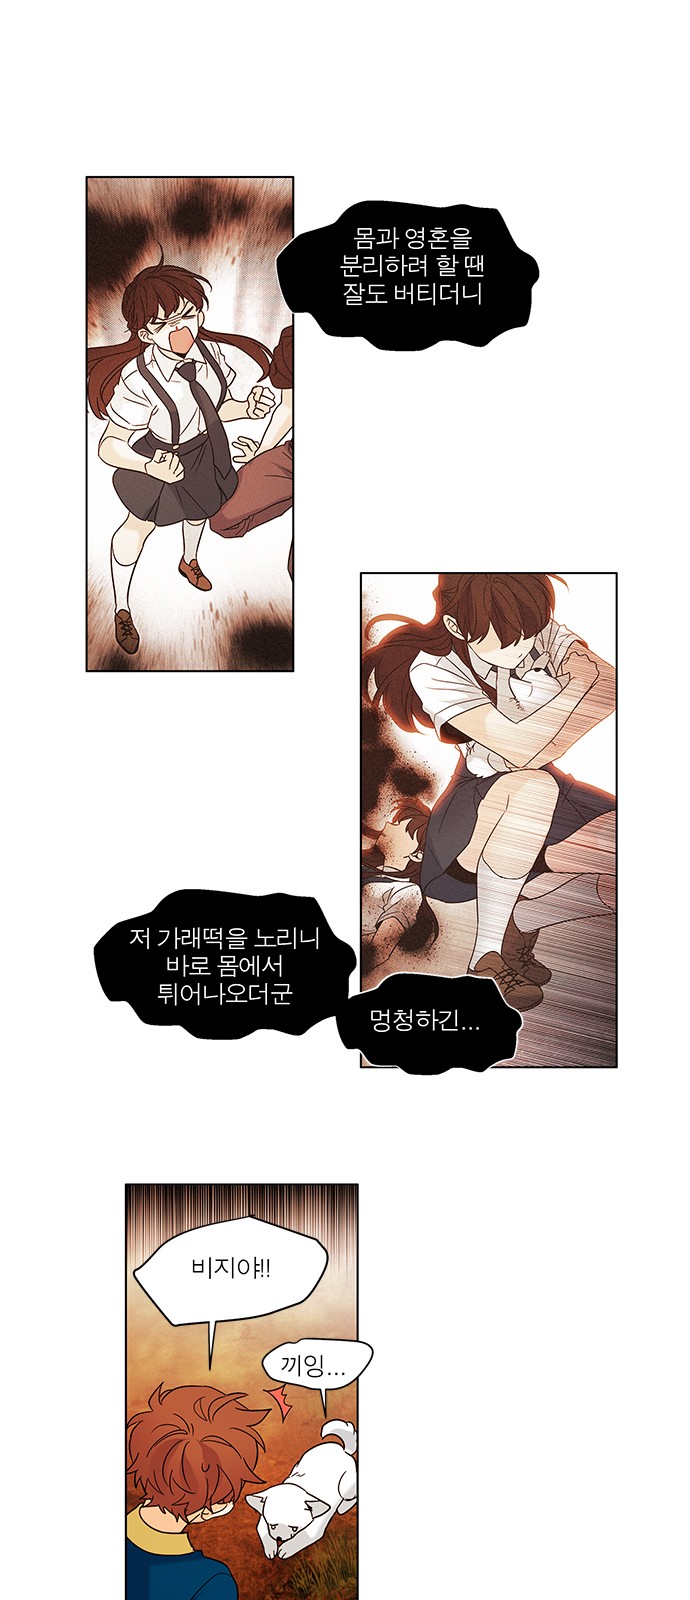 몸과 영혼을
분리하려 할 땐
잘도 버티더니
저 가래떡을 노리니
바로 몸에서
튀어나오더군
멍청하긴...
비지야!!
끼잉...